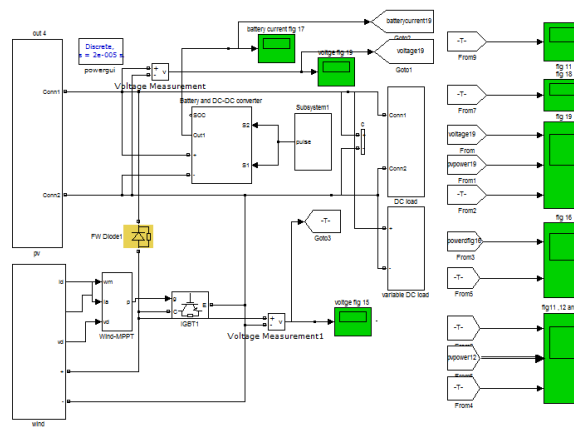 out 4
battery current fig 17
batterycurrent19
Goto2
Discrete,
s = 2e-005 s.
powergui
voltge fig 19
voltage19
Goto1
Voltage Measurement
-T-
From9
fig 11
fig 18
Conn1
Battery and DC-DC converter
Subsystem1
SOC
Out1
S2
S1
pulse
+
-
c
Conn1
Conn2
DC load
-T-
From7
fig 19
voltage19
From
pvpower19
From1
-T-
From2
Conn2
pv
FW Diode1
-T-
Goto3
+
-
variable DC load
fig 16
From3
-T-
From5
wm
p
Wind-MPPT
g
C
E
IGBT1
+
-
v
Voltage Measurement1
voltge fig 15
fig11 ,12 an
-T-
pvpower12
-T-
From4
+
-
wind